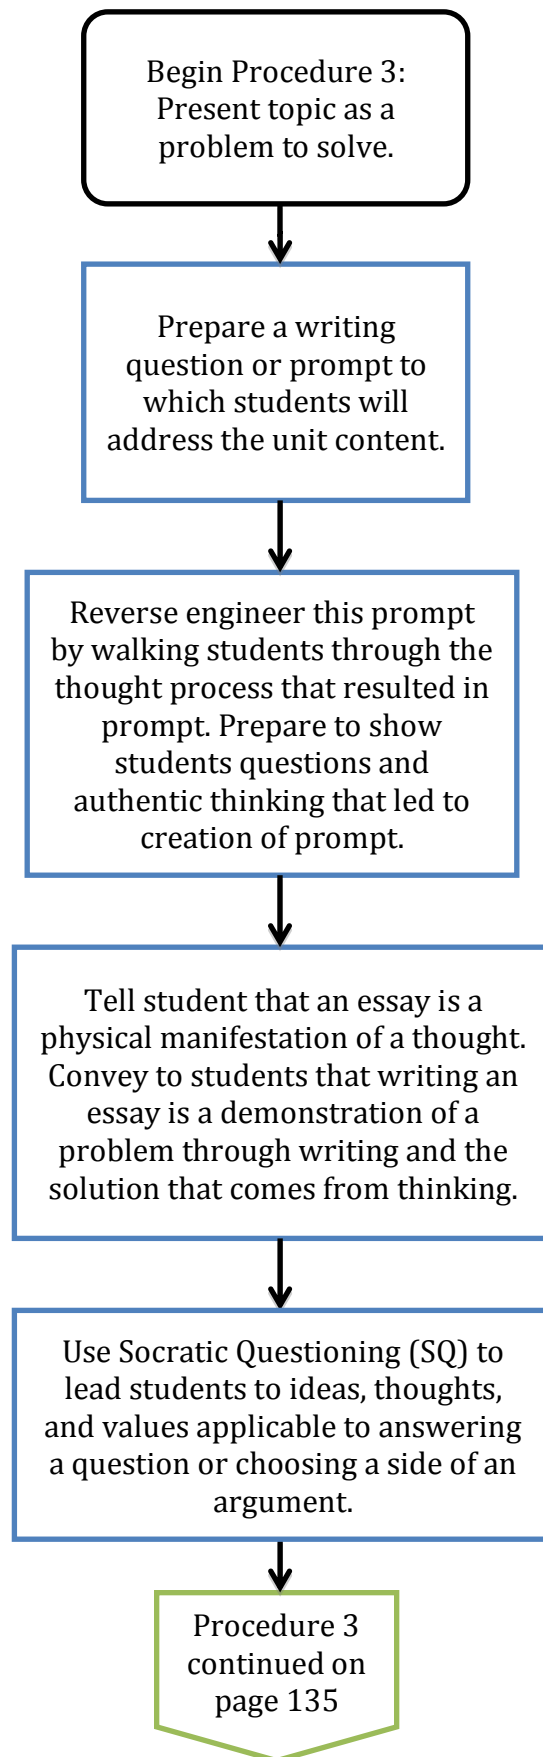 Begin Procedure 3:
Present topic as a
problem to solve.
Prepare a writing
question or prompt to
which students will
address the unit content.
Reverse engineer this prompt
by walking students through the
thought process that resulted in
prompt. Prepare to show
students questions and
authentic thinking that led to
creation of prompt.
Tell student that an essay is a
physical manifestation of a thought.
Convey to students that writing an
essay is a demonstration of a
problem through writing and the
solution that comes from thinking.
Use Socratic Questioning (SQ) to
lead students to ideas, thoughts,
and values applicable to answering
a question or choosing a side of an
argument.
Procedure 3
continued on
page 135